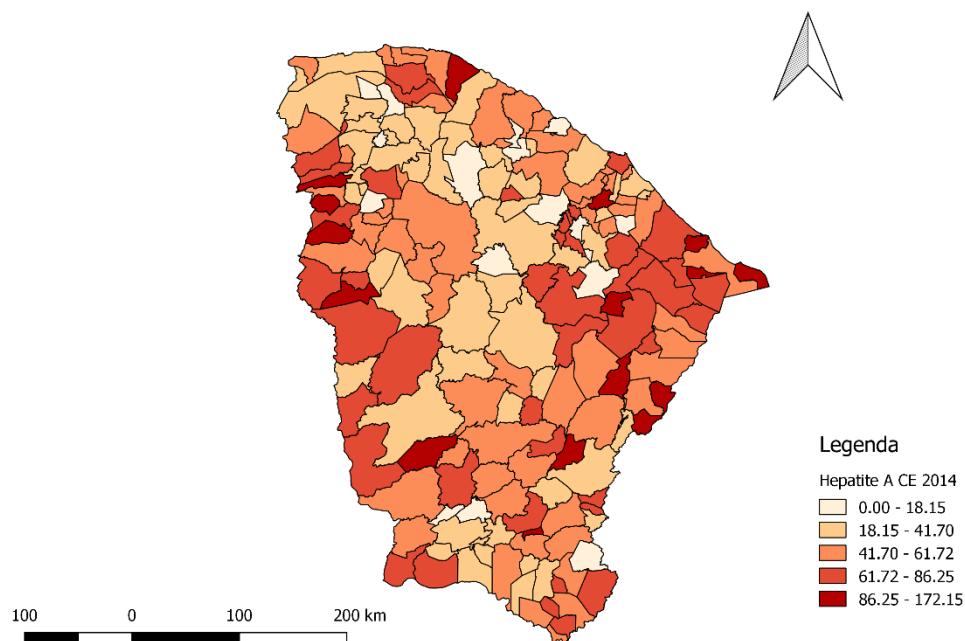 Legenda
Hepatite A CE 2014
0.00 - 18.15
18.15 - 41.70
41.70 - 61.72
61.72 - 86.25
86.25 - 172.15
100 0 100 200 km